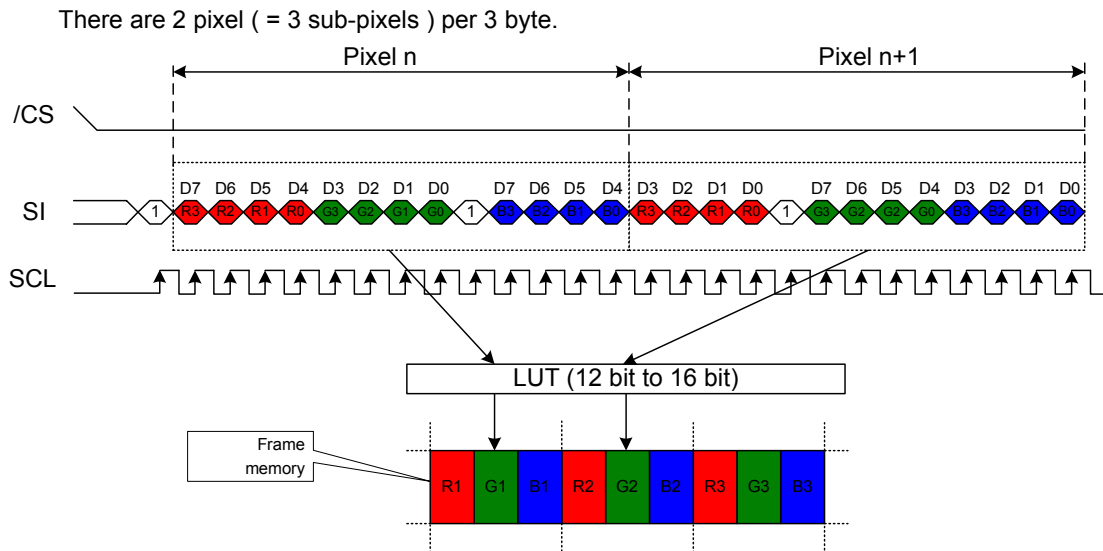 There are 2 pixel ( = 3 sub-pixels ) per 3 byte.
Pixel n Pixel n+1
/CS
D7 D6 D5 D4 D3 D2 D1 D0 D7 D6 D5 D4 D3 D2 D1 D0 D7 D6 D5 D4 D3 D2 D1 D0
SI 1 R3 R2 R1 R0 G3 G2 G1 G0 1 B3 B2 B1 B0 R3 R2 R1 R0 1 G3 G2 G2 G0 B3 B2 B1 B0
SCL
LUT (12 bit to 16 bit)
Frame
memory
R1 G1 B1 R2 G2 B2 R3 G3 B3